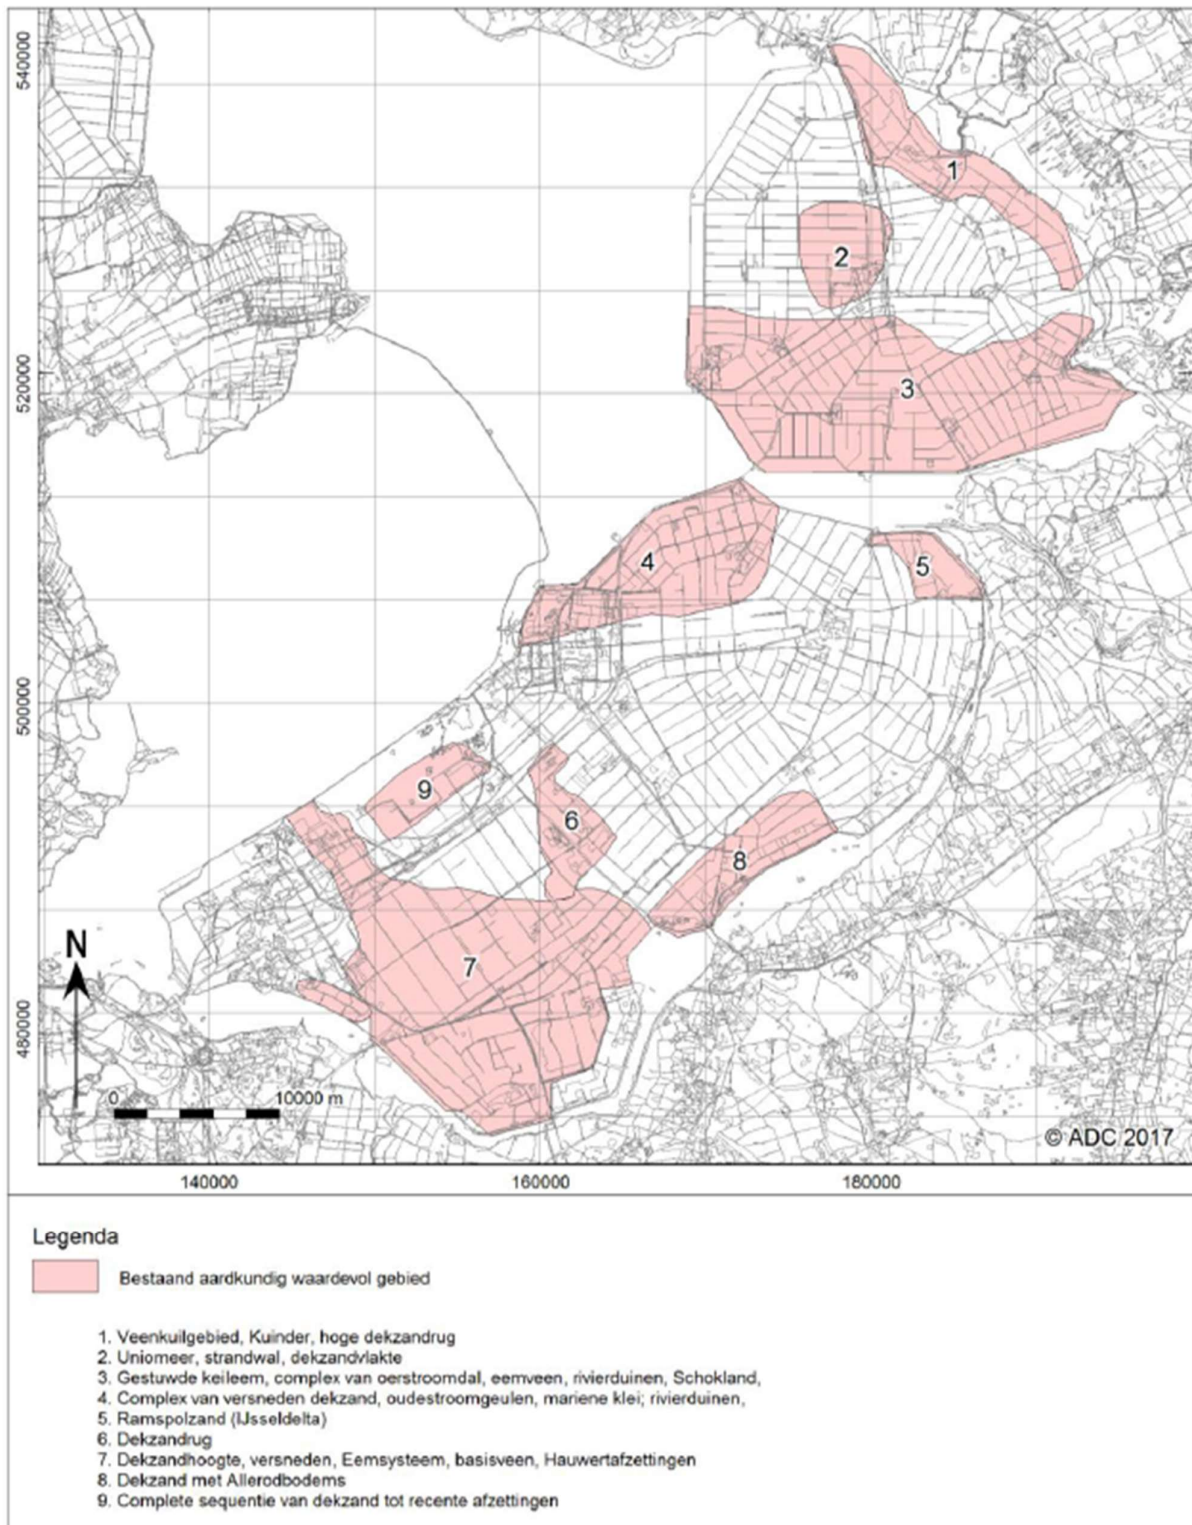 540000
520000
500000
480000
1
2
3
4
5
9
6
8
7
N
0 10000 m
© ADC 2017
140000 160000 180000
Legenda
Bestaand aardkundig waardevol gebied
1. Veenkuilgebied, Kuinder, hoge dekzandrug
2. Uniomeer, strandwal, dekzandvlakte
3. Gestuwde keileem, complex van oerstroomdal, eemveen, rivierduinen, Schokland,
4. Complex van versneden dekzand, oudestroomgeulen, mariene klei; rivierduinen,
5. Ramspolzand (IJsseldelta)
6. Dekzandrug
7. Dekzandhoogte, versneden, Eemsysteem, basisveen, Hauwertafzettingen
8. Dekzand met Allerodbodems
9. Complete sequentie van dekzand tot recente afzettingen